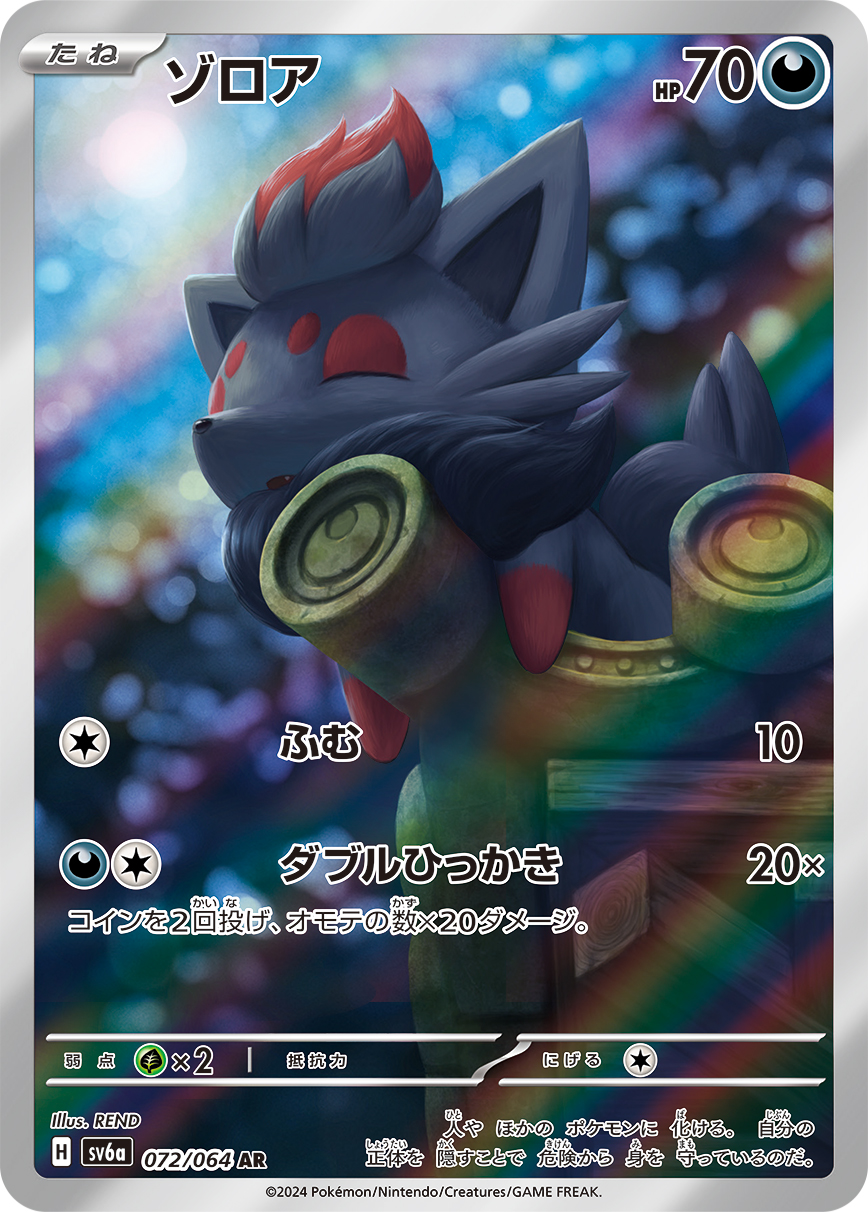 たね ゾロア HP70
ふむ 10
ダブルひっかき 20×
コインを2回投げ、オモテの数×20ダメージ。
弱点 ×2 抵抗力 にげる
Illus. REND
人や ほかの ポケモンに 化ける。 自分の
正体を 隠すことで 危険から 身を 守っているのだ。
H sv6a 072/064 AR
©2024 Pokémon/Nintendo/Creatures/GAME FREAK.